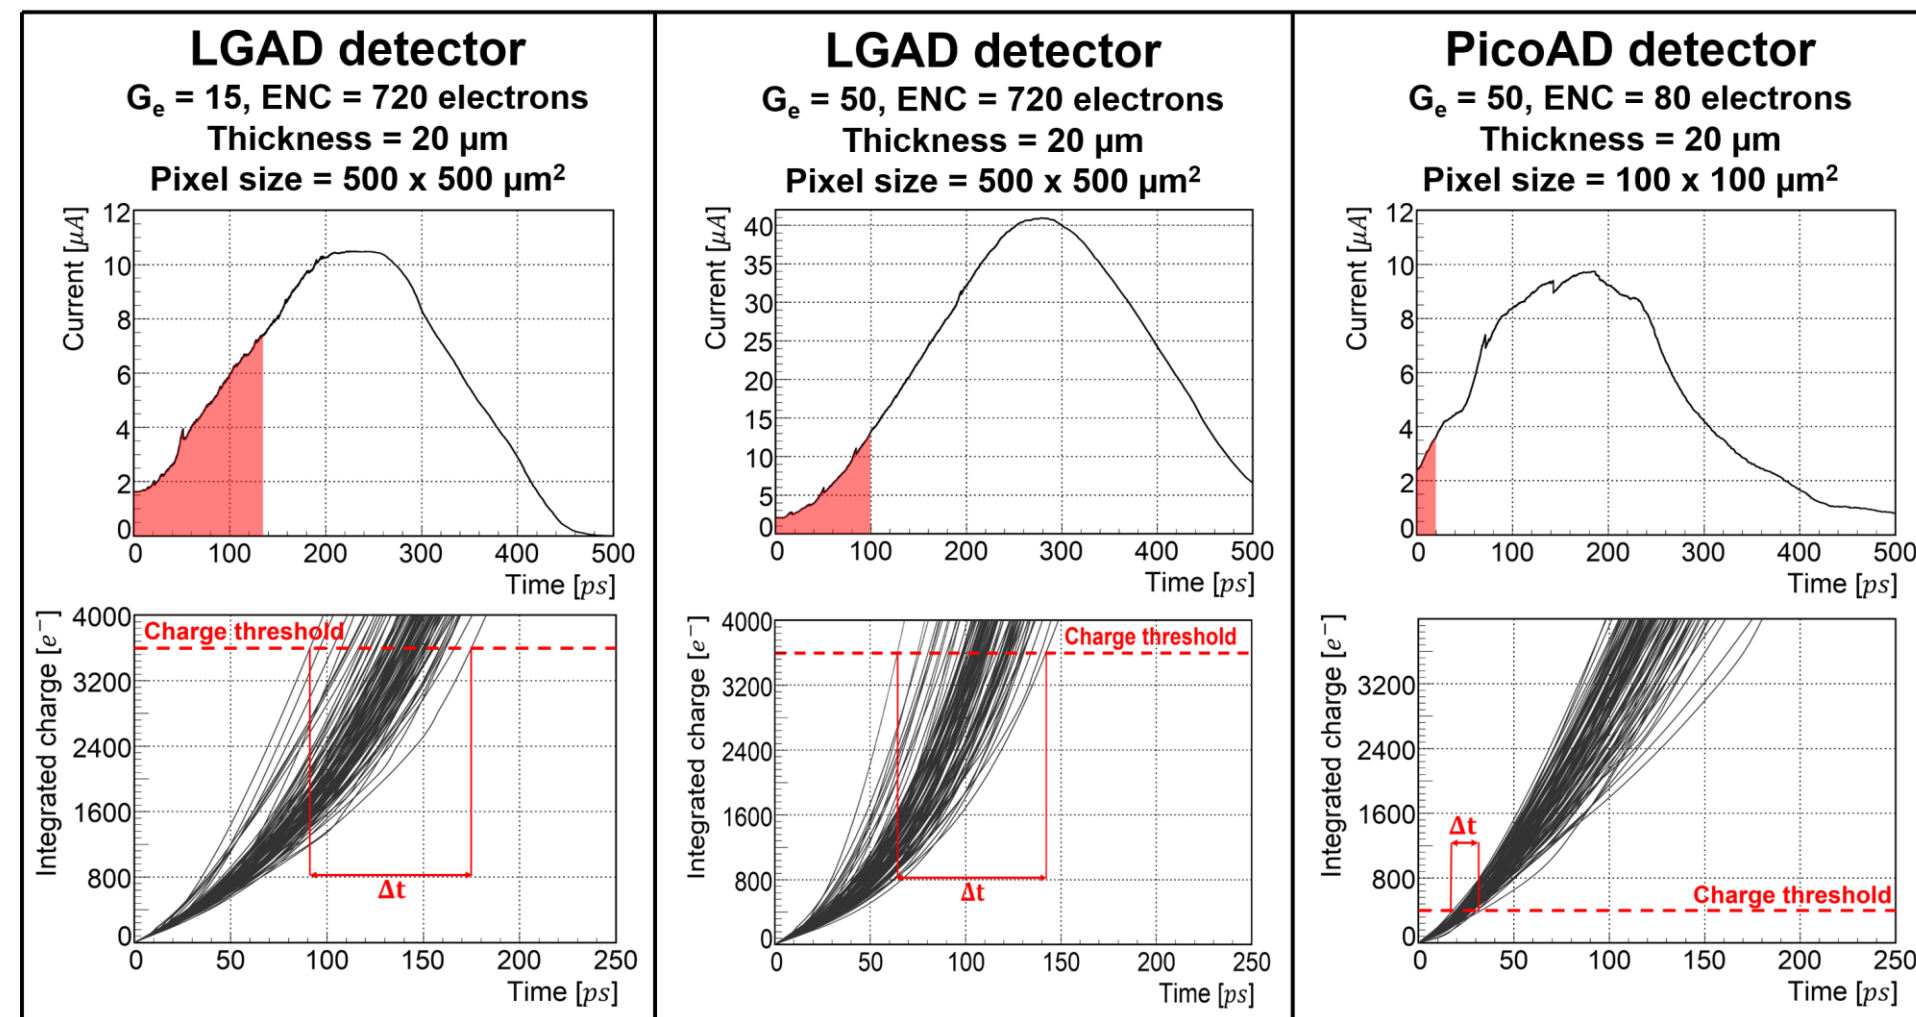 LGAD detector
Gₑ = 15, ENC = 720 electrons
Thickness = 20 µm
Pixel size = 500 x 500 µm²
Current [µA]
12
10
8
6
4
2
0
0 100 200 300 400 500
Time [ps]
Integrated charge [e⁻]
4000
3200
2400
1600
800
0
Charge threshold
Δt
0 50 100 150 200 250
Time [ps]
LGAD detector
Gₑ = 50, ENC = 720 electrons
Thickness = 20 µm
Pixel size = 500 x 500 µm²
Current [µA]
40
35
30
25
20
15
10
5
0
0 100 200 300 400 500
Time [ps]
Integrated charge [e⁻]
4000
3200
2400
1600
800
0
Charge threshold
Δt
0 50 100 150 200 250
Time [ps]
PicoAD detector
Gₑ = 50, ENC = 80 electrons
Thickness = 20 µm
Pixel size = 100 x 100 µm²
Current [µA]
12
10
8
6
4
2
0
0 100 200 300 400 500
Time [ps]
Integrated charge [e⁻]
3200
2400
1600
800
0
Δt
Charge threshold
0 50 100 150 200 250
Time [ps]